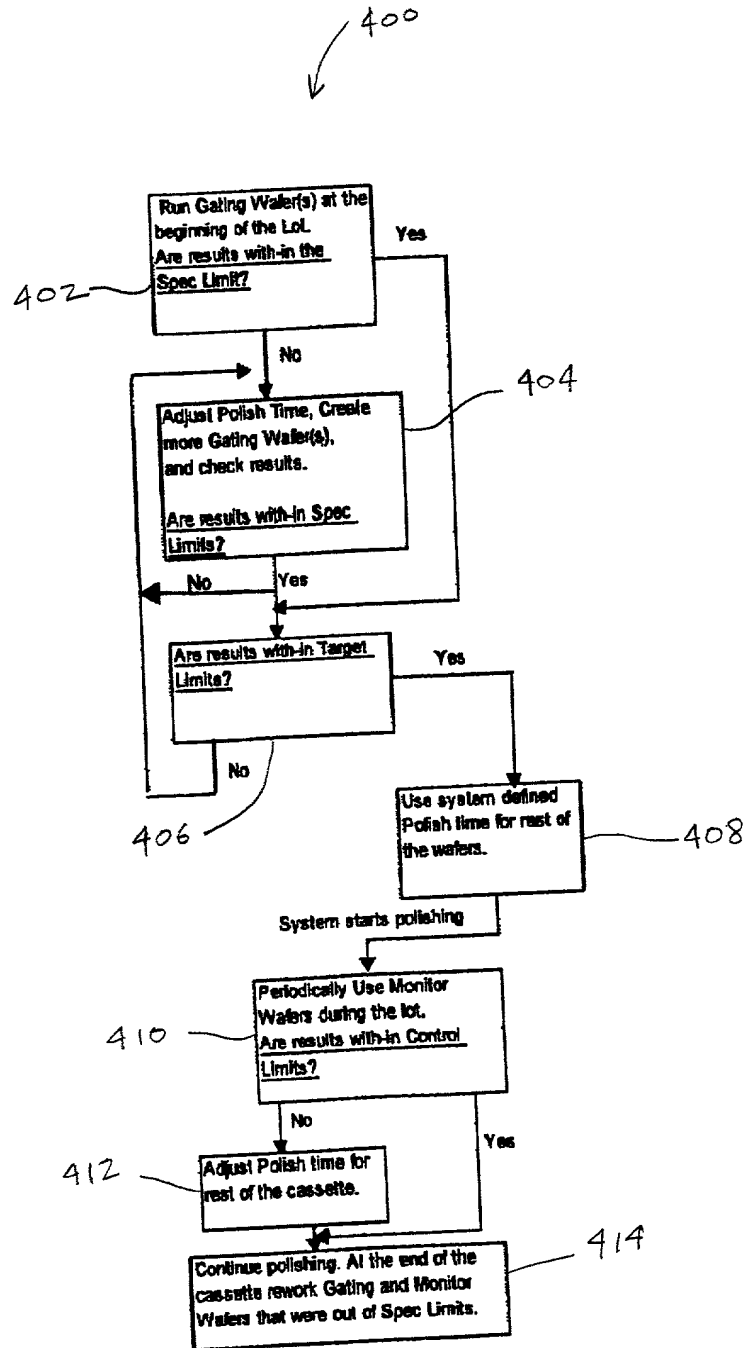 400
Run Gating Wafer(s) at the
beginning of the Lot.
Are results with-in the
Spec Limit?
Yes
402
No
404
Adjust Polish Time, Create
more Gating Wafer(s),
and check results.
Are results with-in Spec
Limits?
No
Yes
Are results with-in Target
Limits?
Yes
No
406
Use system defined
Polish time for rest of
the wafers.
408
System starts polishing
Periodically Use Monitor
Wafers during the lot.
Are results with-in Control
Limits?
410
No
Yes
412
Adjust Polish time for
rest of the cassette.
414
Continue polishing. At the end of the
cassette rework Gating and Monitor
Wafers that were out of Spec Limits.